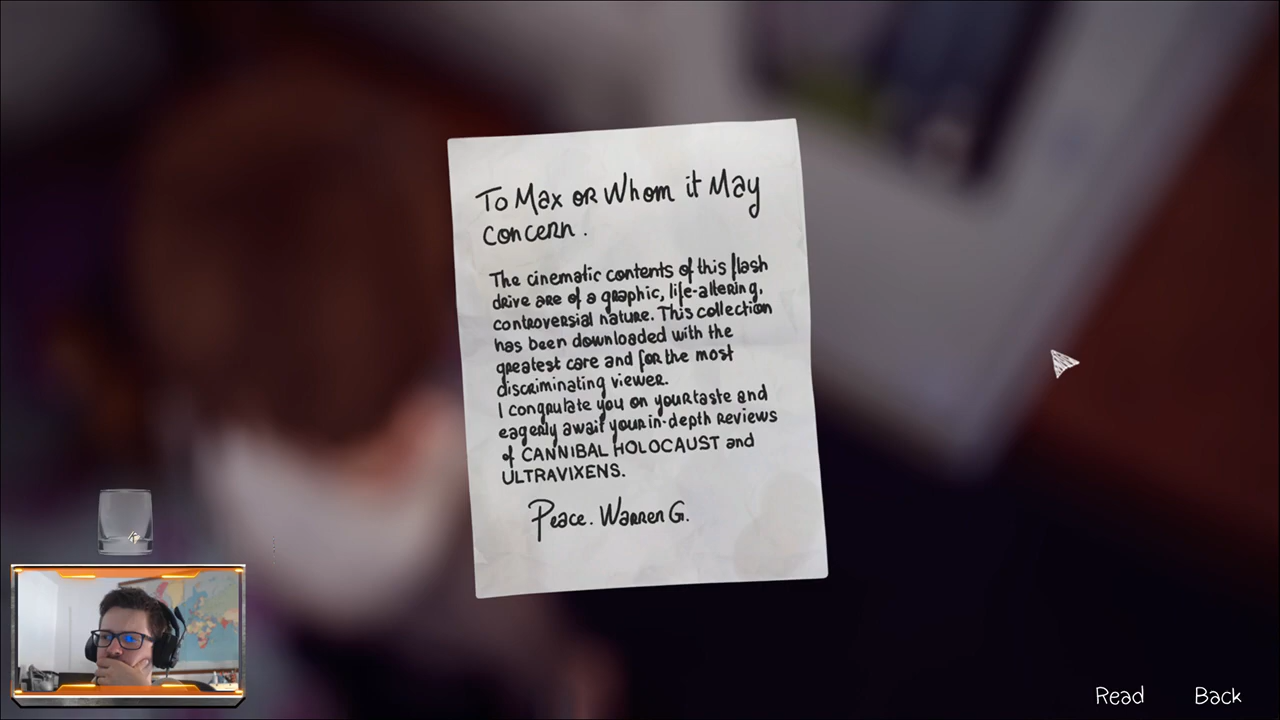 To Max or Whom it May
Concern.
The cinematic contents of this flash
drive are of a graphic, life-altering,
controversial nature. This collection
has been downloaded with the
greatest care and for the most
discriminating viewer.
I congrulate you on your taste and
eagerly await your in-depth reviews
of CANNIBAL HOLOCAUST and
ULTRAVIXENS.
Peace. Warren G.
Read Back